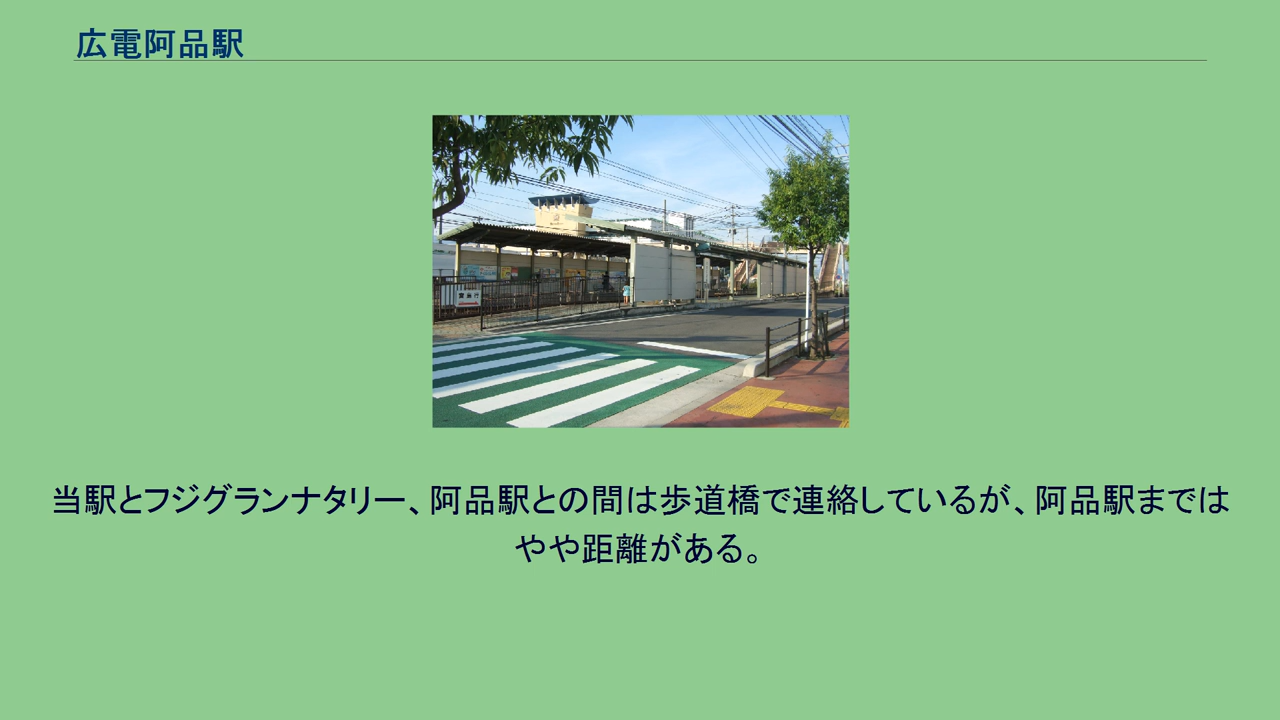 広電阿品駅
当駅とフジグランナタリー、阿品駅との間は歩道橋で連絡しているが、阿品駅までは
やや距離がある。